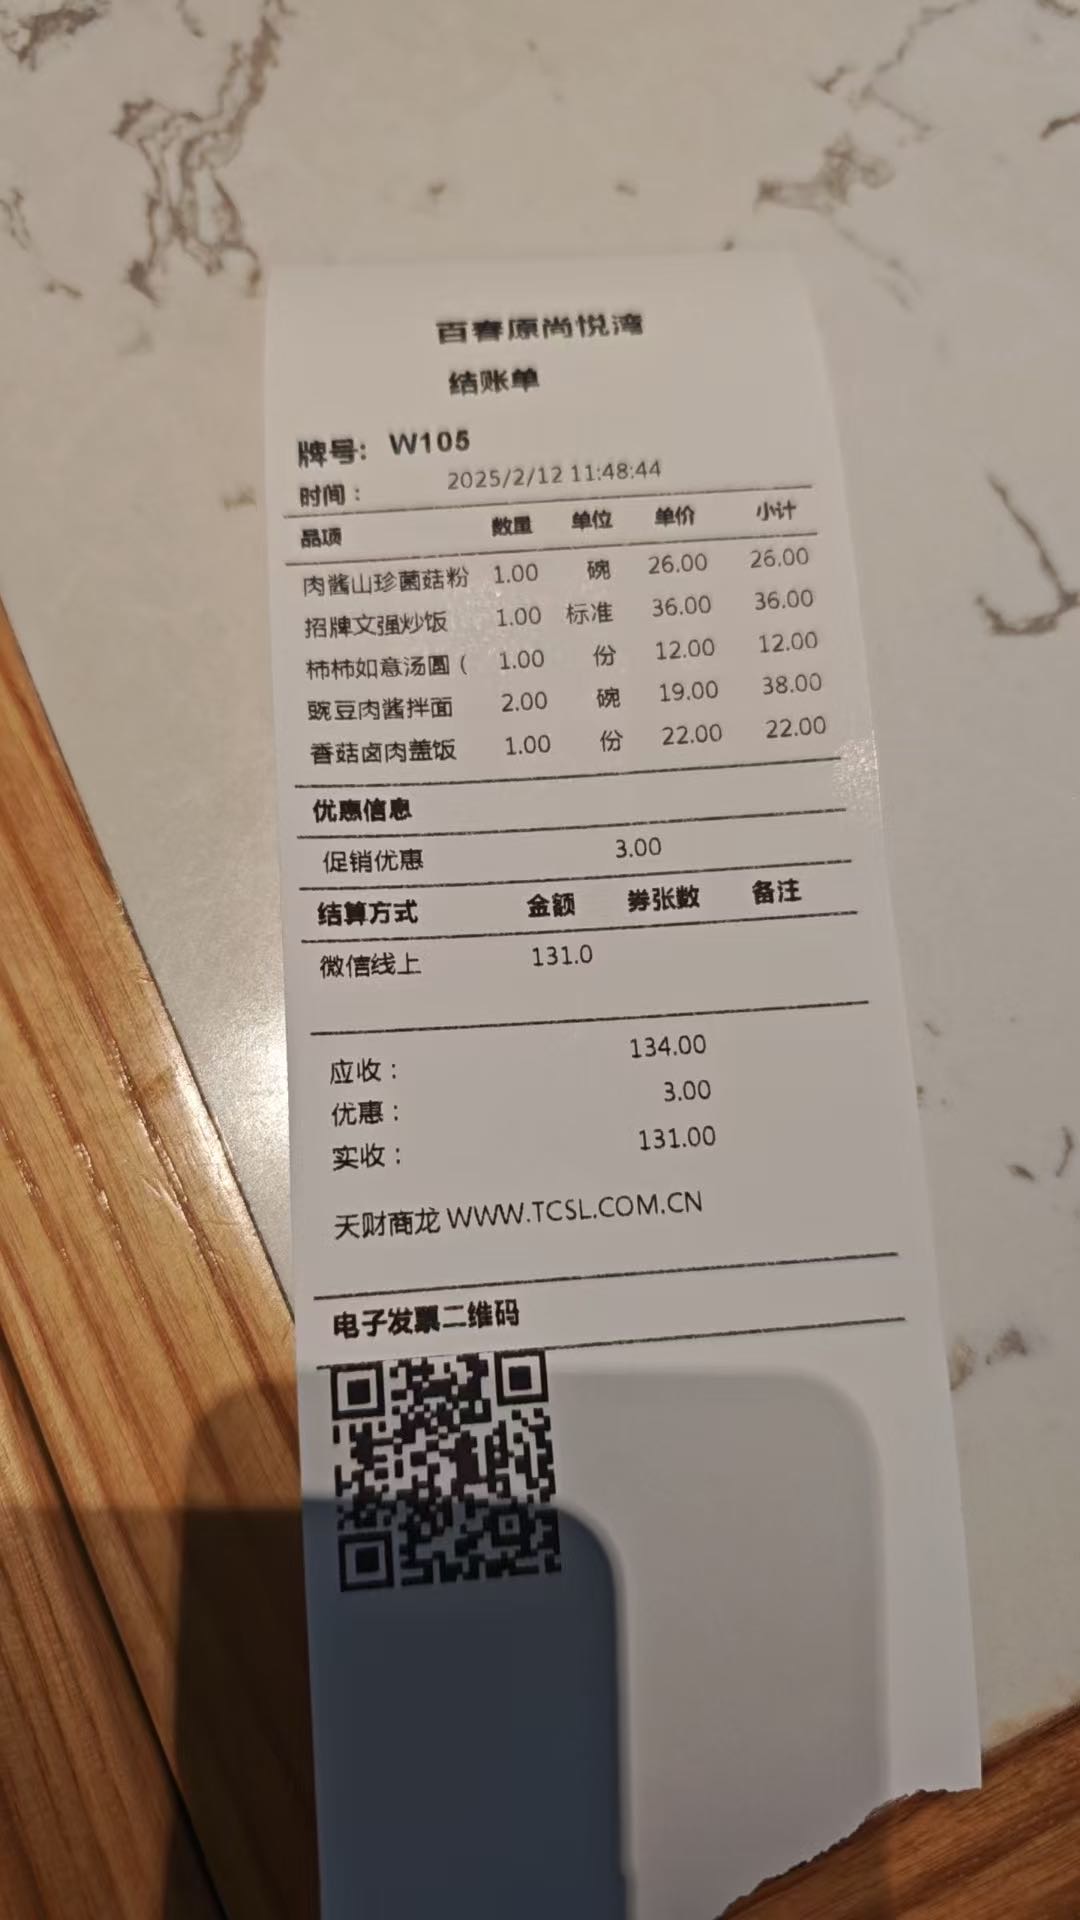 百春原尚悦湾
结账单
牌号: W105
时间: 2025/2/12 11:48:44
品项 数量 单位 单价 小计
肉酱山珍菌菇粉 1.00 碗 26.00 26.00
招牌文强炒饭 1.00 标准 36.00 36.00
柿柿如意汤圆( 1.00 份 12.00 12.00
豌豆肉酱拌面 2.00 碗 19.00 38.00
香菇卤肉盖饭 1.00 份 22.00 22.00
优惠信息
促销优惠 3.00
结算方式 金额 券张数 备注
微信线上 131.0
应收: 134.00
优惠: 3.00
实收: 131.00
天财商龙 WWW.TCSL.COM.CN
电子发票二维码